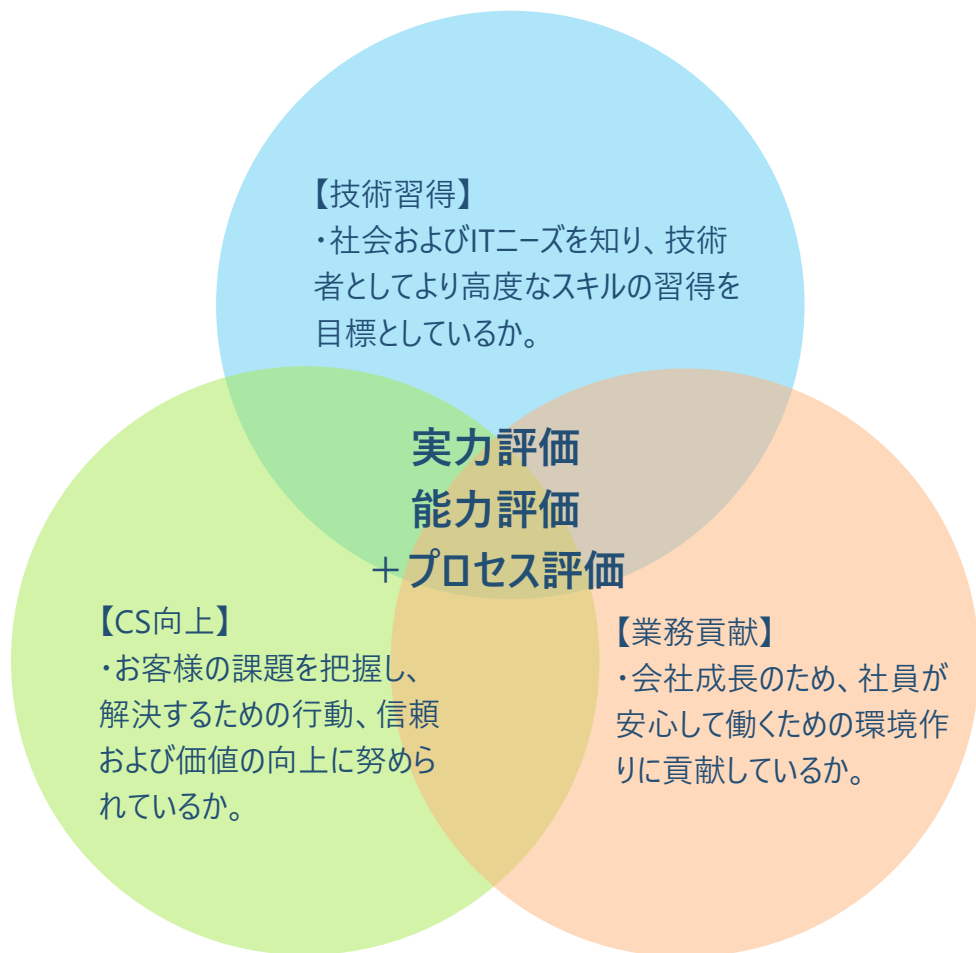 【技術習得】
・社会およびITニーズを知り、技術
者としてより高度なスキルの習得を
目標としているか。
実力評価
能力評価
＋プロセス評価
【CS向上】
・お客様の課題を把握し、
解決するための行動、信頼
および価値の向上に努めら
れているか。
【業務貢献】
・会社成長のため、社員が
安心して働くための環境作
りに貢献しているか。